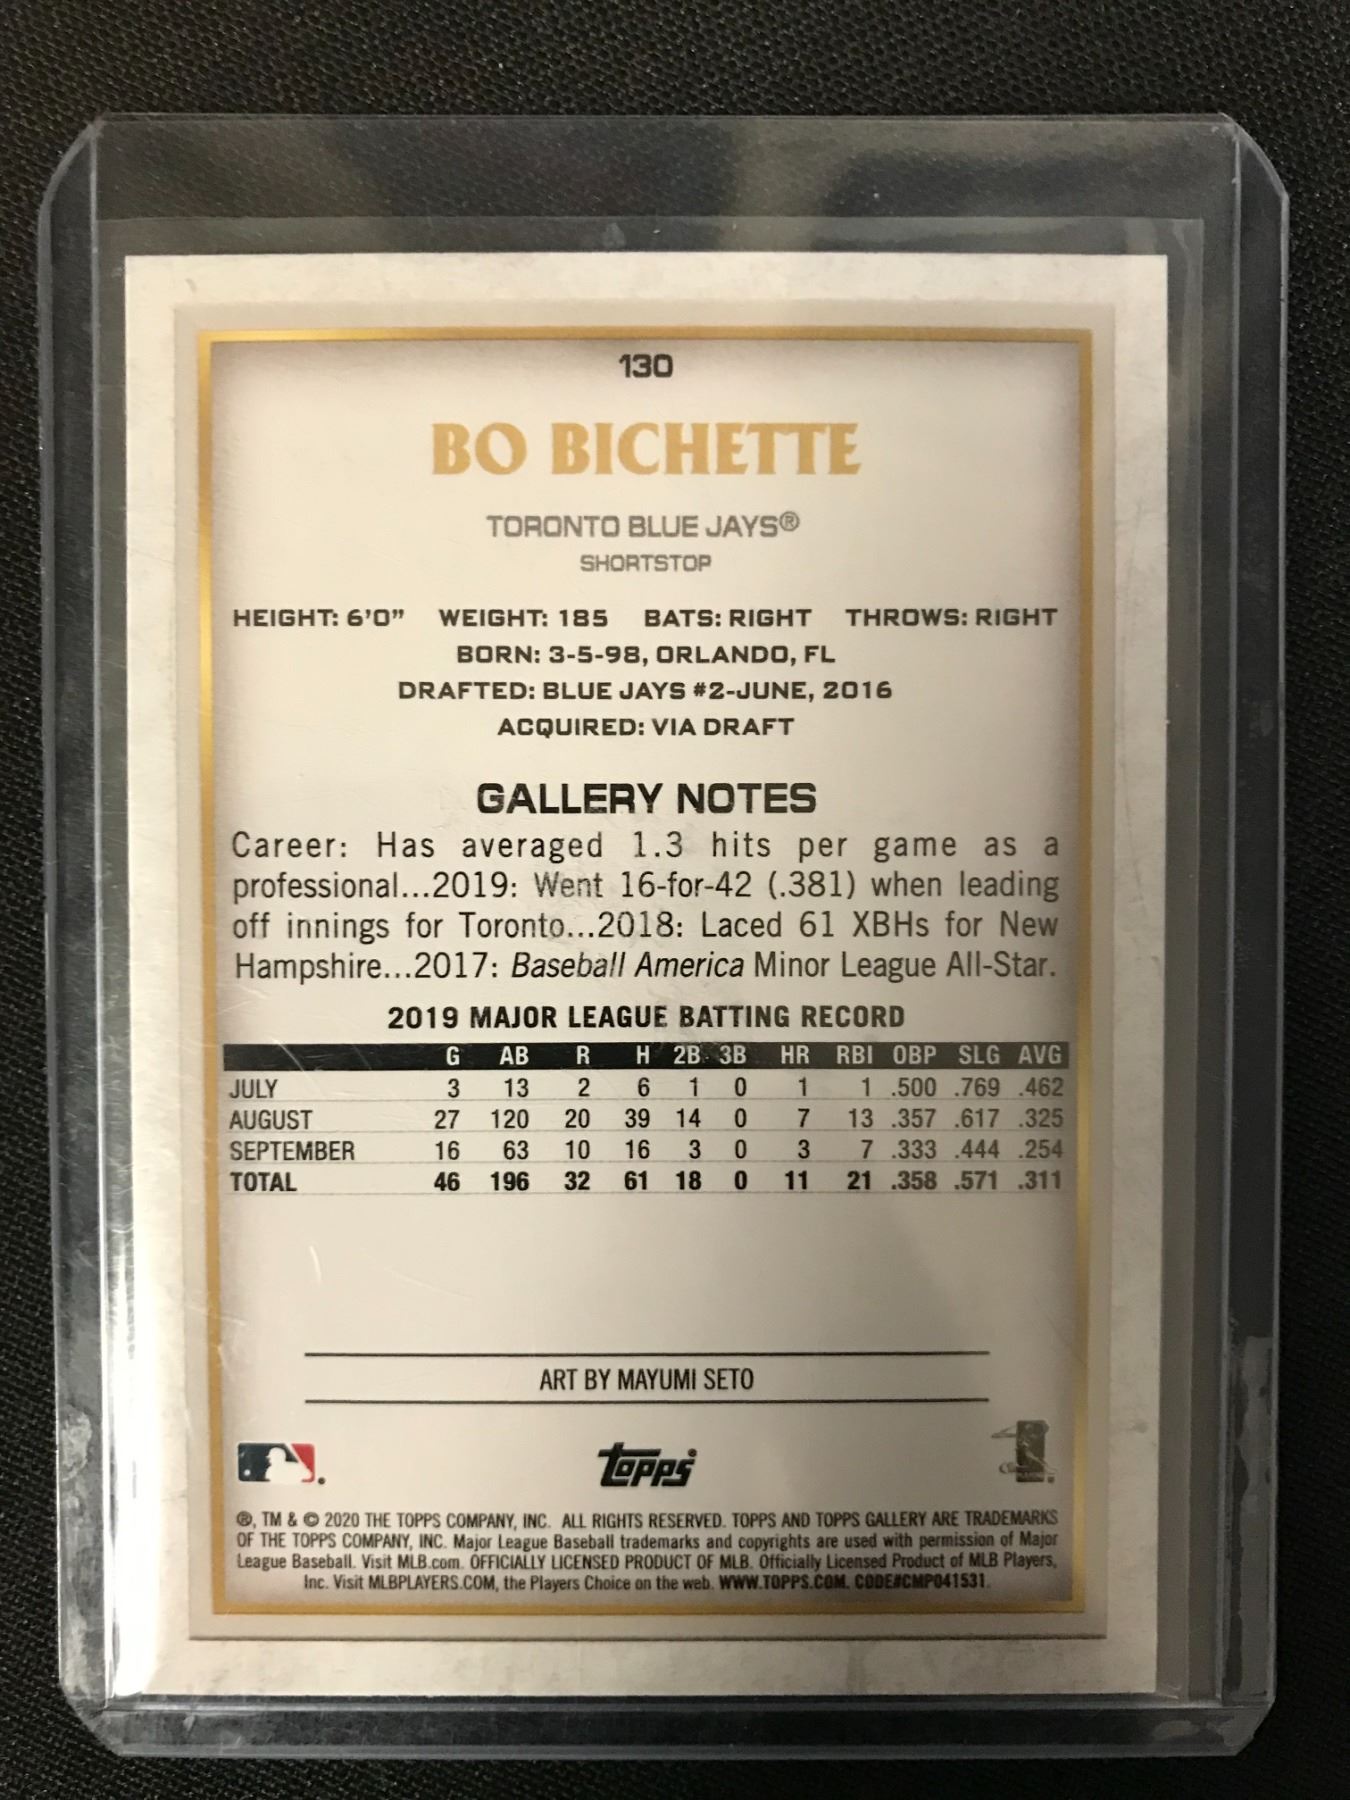 130
BO BICHETTE
TORONTO BLUE JAYS®
SHORTSTOP
HEIGHT: 6'0" WEIGHT: 185 BATS: RIGHT THROWS: RIGHT
BORN: 3-5-98, ORLANDO, FL
DRAFTED: BLUE JAYS #2-JUNE, 2016
ACQUIRED: VIA DRAFT
GALLERY NOTES
Career: Has averaged 1.3 hits per game as a
professional...2019: Went 16-for-42 (.381) when leading
off innings for Toronto...2018: Laced 61 XBHs for New
Hampshire...2017: Baseball America Minor League All-Star.
2019 MAJOR LEAGUE BATTING RECORD
G AB R H 2B 3B HR RBI OBP SLG AVG
JULY 3 13 2 6 1 0 1 1 .500 .769 .462
AUGUST 27 120 20 39 14 0 7 13 .357 .617 .325
SEPTEMBER 16 63 10 16 3 0 3 7 .333 .444 .254
TOTAL 46 196 32 61 18 0 11 21 .358 .571 .311
ART BY MAYUMI SETO
topps
®, TM & © 2020 THE TOPPS COMPANY, INC. ALL RIGHTS RESERVED. TOPPS AND TOPPS GALLERY ARE TRADEMARKS
OF THE TOPPS COMPANY, INC. Major League Baseball trademarks and copyrights are used with permission of Major
League Baseball. Visit MLB.com. OFFICIALLY LICENSED PRODUCT OF MLB. Officially Licensed Product of MLB Players,
Inc. Visit MLBPLAYERS.COM, the Players Choice on the web. WWW.TOPPS.COM. CODE#CMP041531.